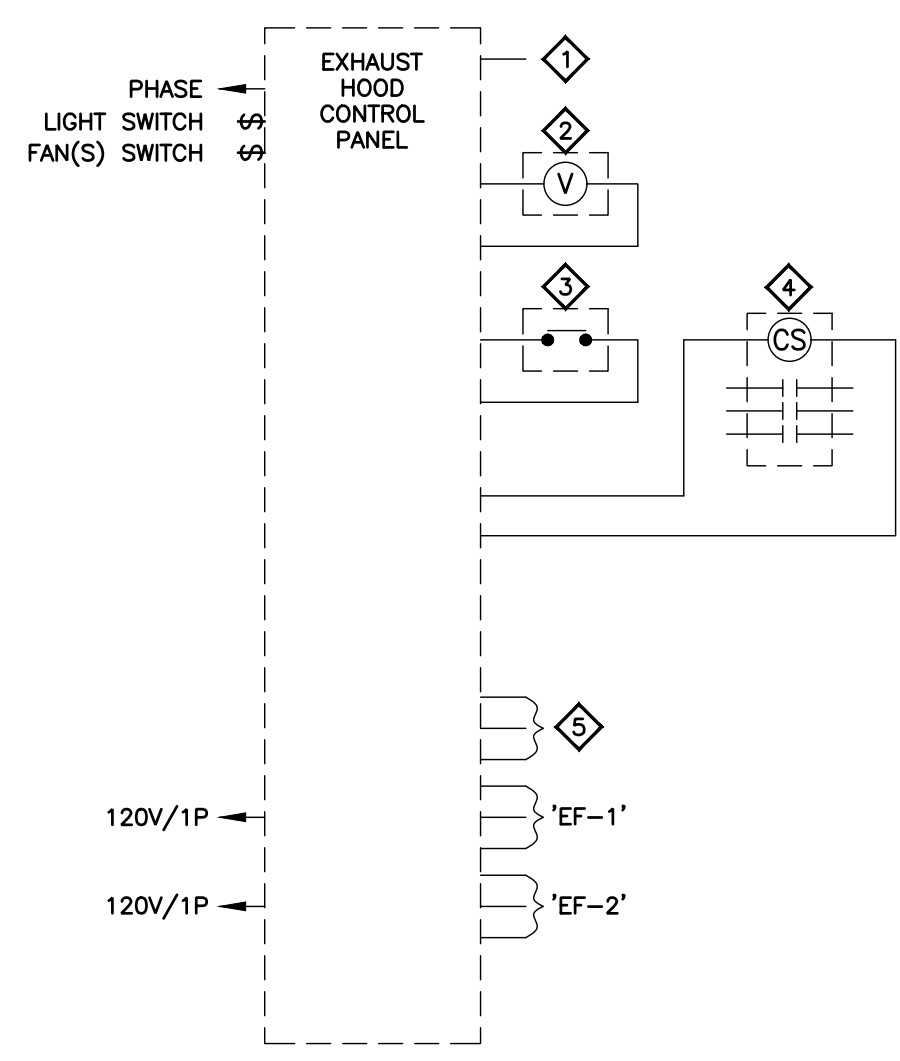 EXHAUST
HOOD
CONTROL
PANEL
PHASE
LIGHT SWITCH $
FAN(S) SWITCH $
1
2
V
3
4
CS
5
120V/1P
'EF-1'
120V/1P
'EF-2'